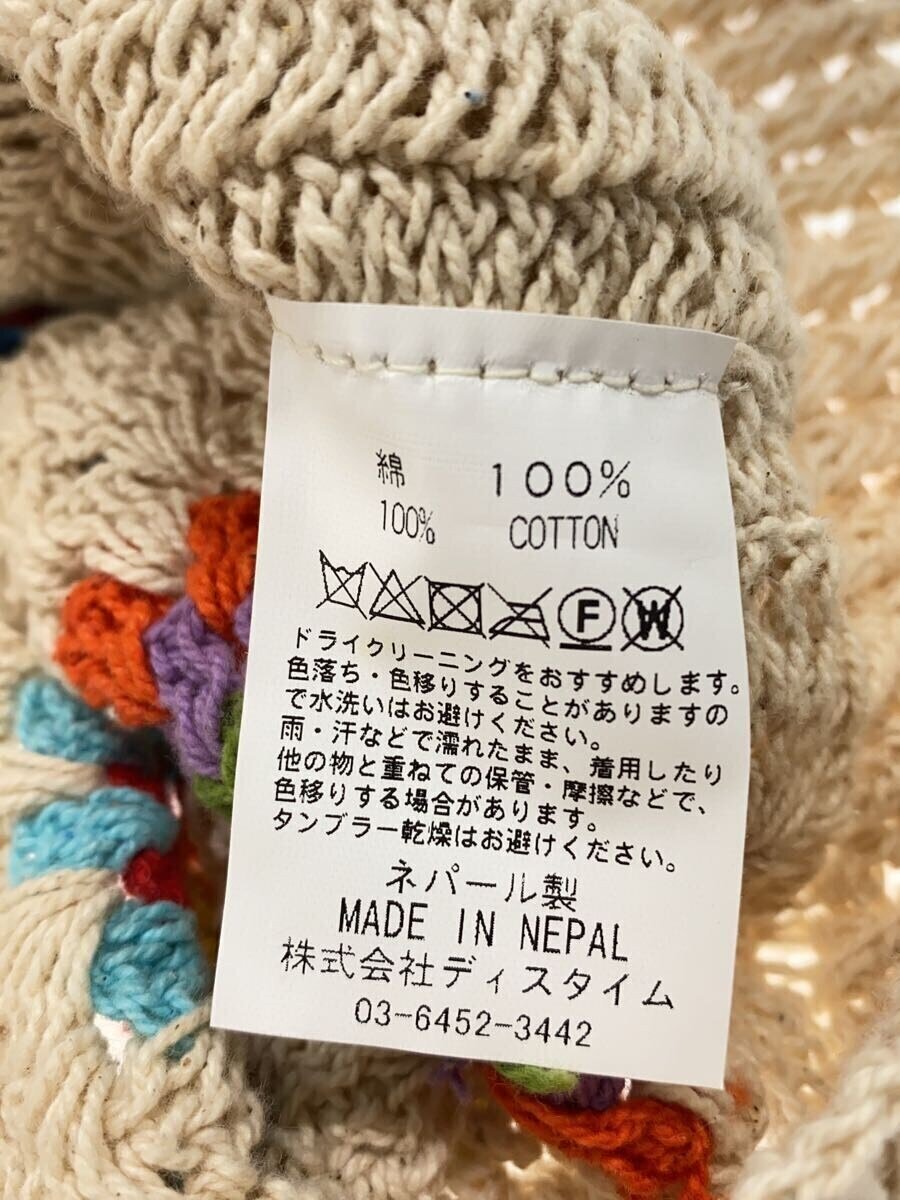 綿 100%
100% COTTON
F W
ドライクリーニングをおすすめします。
色落ち・色移りすることがありますの
で水洗いはお避けください。
雨・汗などで濡れたまま、着用したり
他の物と重ねての保管・摩擦などで、
色移りする場合があります。
タンブラー乾燥はお避けください。
ネパール製
MADE IN NEPAL
株式会社ディスタイム
03-6452-3442